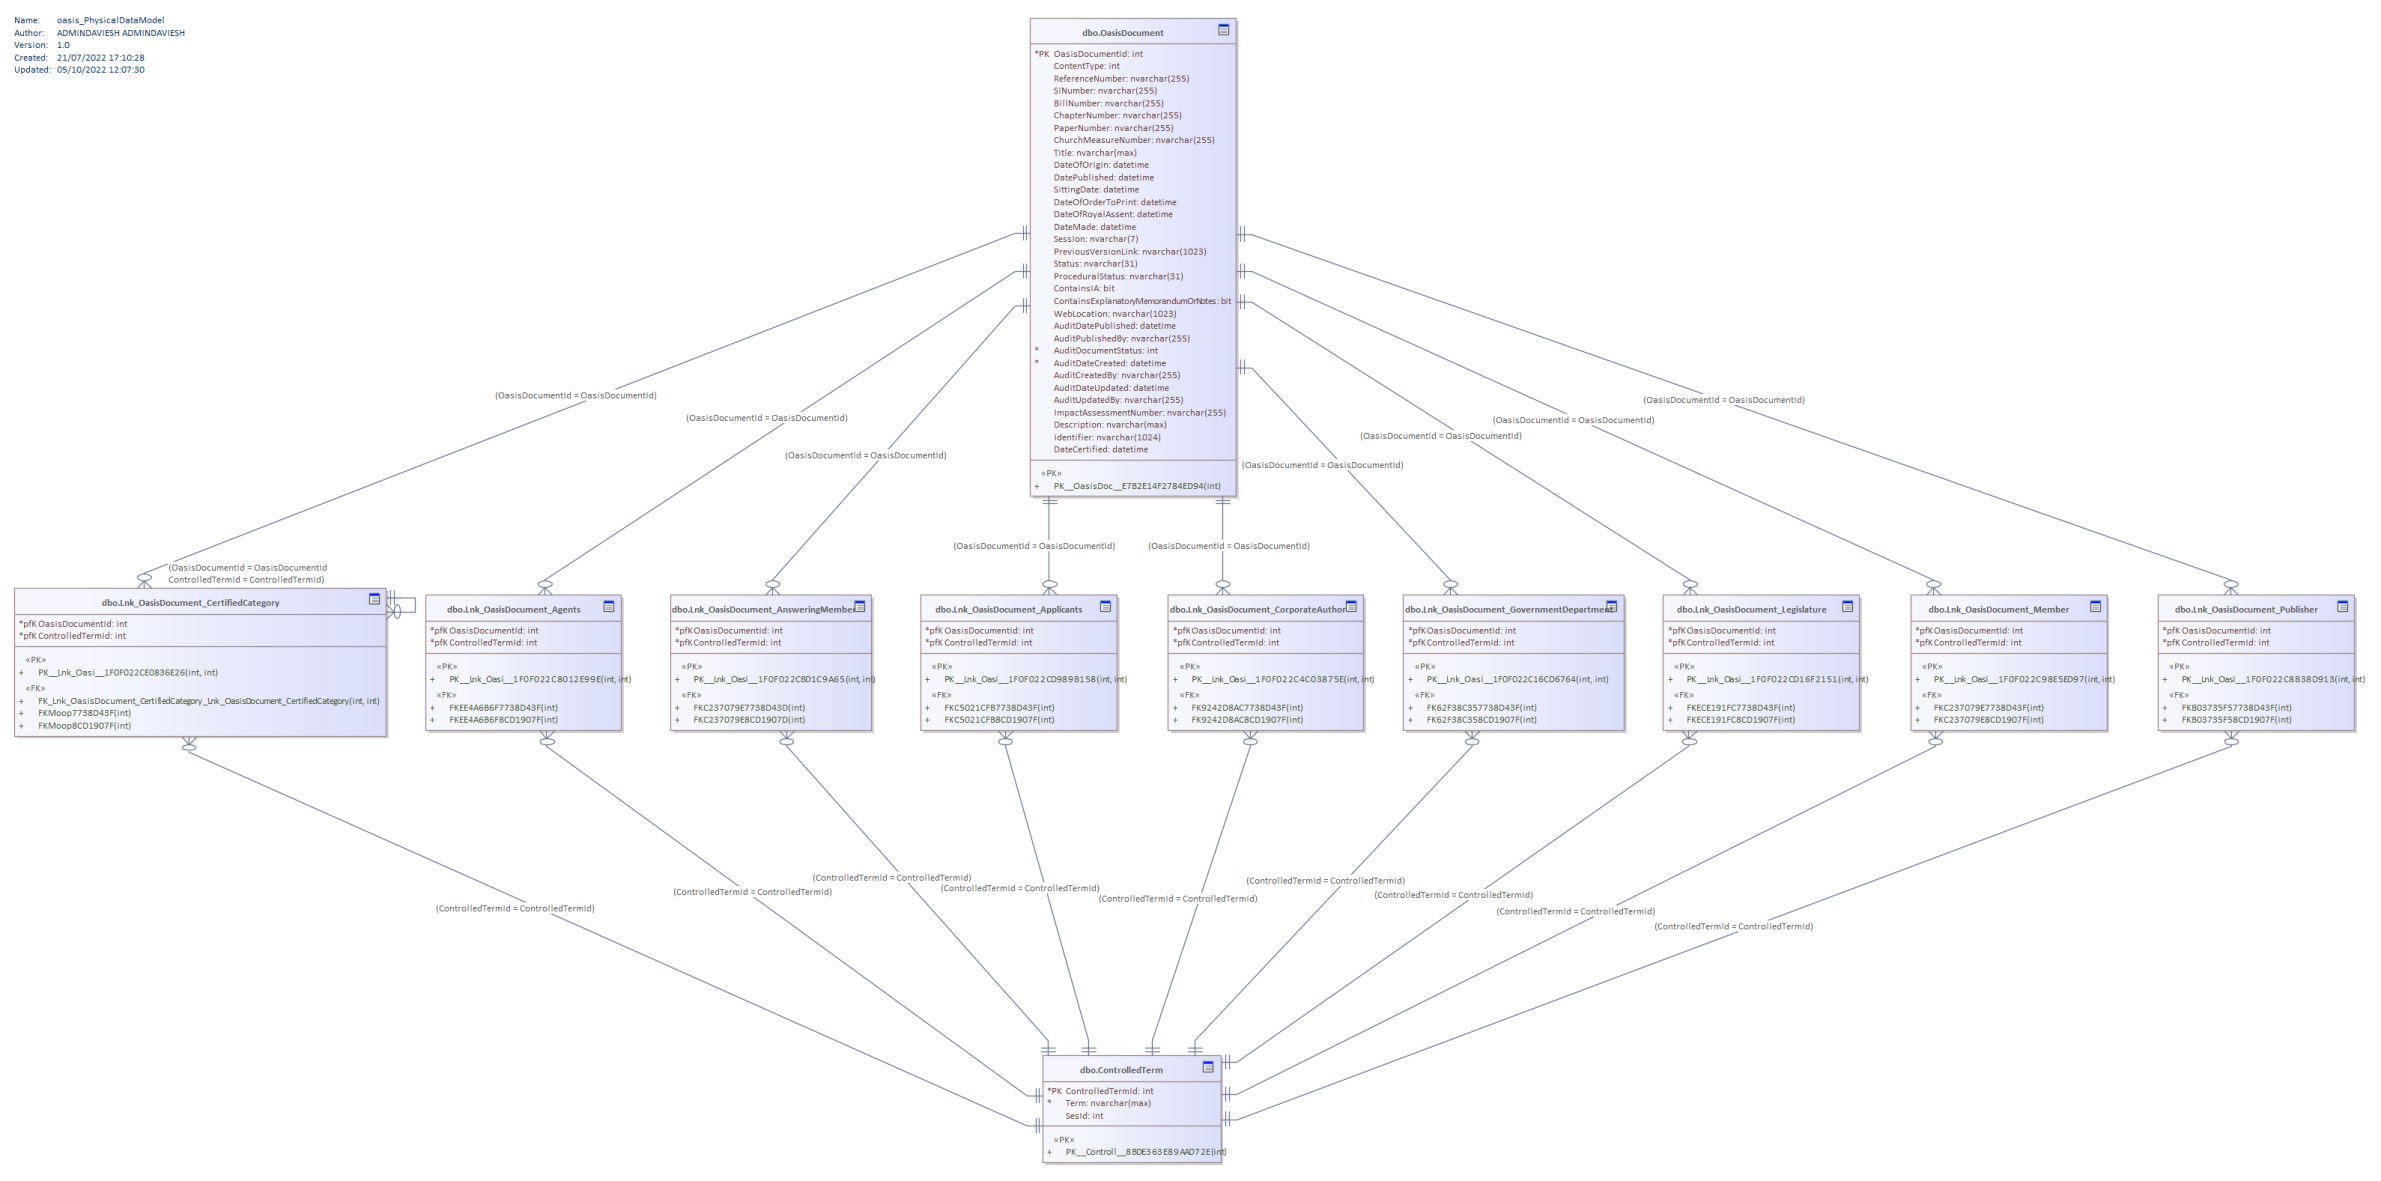 Name: oasis_PhysicalDataModel
Author: ADMINDAVIESH ADMINDAVIESH
Version: 1.0
Created: 21/07/2022 17:10:28
Updated: 05/10/2022 12:07:30
dbo.OasisDocument
*PK OasisDocumentId: int
ContentType: int
ReferenceNumber: nvarchar(255)
SINumber: nvarchar(255)
BillNumber: nvarchar(255)
ChapterNumber: nvarchar(255)
PaperNumber: nvarchar(255)
ChurchMeasureNumber: nvarchar(255)
Title: nvarchar(max)
DateOfOrigin: datetime
DatePublished: datetime
SittingDate: datetime
DateOfOrderToPrint: datetime
DateOfRoyalAssent: datetime
DateMade: datetime
Session: nvarchar(7)
PreviousVersionLink: nvarchar(1023)
Status: nvarchar(31)
ProceduralStatus: nvarchar(31)
ContainsIA: bit
ContainsExplanatoryMemorandumOrNotes: bit
WebLocation: nvarchar(1023)
AuditDatePublished: datetime
AuditPublishedBy: nvarchar(255)
* AuditDocumentStatus: int
* AuditDateCreated: datetime
AuditCreatedBy: nvarchar(255)
AuditDateUpdated: datetime
AuditUpdatedBy: nvarchar(255)
ImpactAssessmentNumber: nvarchar(255)
Description: nvarchar(max)
Identifier: nvarchar(1024)
DateCertified: datetime
«PK»
+ PK__OasisDoc__E7B2E14F2784ED94(int)
(OasisDocumentId = OasisDocumentId)
(OasisDocumentId = OasisDocumentId)
(OasisDocumentId = OasisDocumentId)
(OasisDocumentId = OasisDocumentId)
(OasisDocumentId = OasisDocumentId)
(OasisDocumentId = OasisDocumentId)
(OasisDocumentId = OasisDocumentId)
(OasisDocumentId = OasisDocumentId)
(OasisDocumentId = OasisDocumentId)
(OasisDocumentId = OasisDocumentId
ControlledTermId = ControlledTermId)
dbo.Lnk_OasisDocument_CertifiedCategory
*pfK OasisDocumentId: int
*pfK ControlledTermId: int
«PK»
+ PK__Lnk_Oasi__1F0F022CE0836E26(int, int)
«FK»
+ FK_Lnk_OasisDocument_CertifiedCategory_Lnk_OasisDocument_CertifiedCategory(int, int)
+ FKMoop7738D43F(int)
+ FKMoop8CD1907F(int)
dbo.Lnk_OasisDocument_Agents
*pfK OasisDocumentId: int
*pfK ControlledTermId: int
«PK»
+ PK__Lnk_Oasi__1F0F022C8012E99E(int, int)
«FK»
+ FKEE4A6B6F7738D43F(int)
+ FKEE4A6B6F8CD1907F(int)
dbo.Lnk_OasisDocument_AnsweringMember
*pfK OasisDocumentId: int
*pfK ControlledTermId: int
«PK»
+ PK__Lnk_Oasi__1F0F022CBD1C9A65(int, int)
«FK»
+ FKC237079E7738D43D(int)
+ FKC237079E8CD1907D(int)
dbo.Lnk_OasisDocument_Applicants
*pfK OasisDocumentId: int
*pfK ControlledTermId: int
«PK»
+ PK__Lnk_Oasi__1F0F022CD989B158(int, int)
«FK»
+ FKC5021CFB7738D43F(int)
+ FKC5021CFB8CD1907F(int)
dbo.Lnk_OasisDocument_CorporateAuthor
*pfK OasisDocumentId: int
*pfK ControlledTermId: int
«PK»
+ PK__Lnk_Oasi__1F0F022C4C03875E(int, int)
«FK»
+ FK9242D8AC7738D43F(int)
+ FK9242D8AC8CD1907F(int)
dbo.Lnk_OasisDocument_GovernmentDepartment
*pfK OasisDocumentId: int
*pfK ControlledTermId: int
«PK»
+ PK__Lnk_Oasi__1F0F022C16CD6764(int, int)
«FK»
+ FK62F38C357738D43F(int)
+ FK62F38C358CD1907F(int)
dbo.Lnk_OasisDocument_Legislature
*pfK OasisDocumentId: int
*pfK ControlledTermId: int
«PK»
+ PK__Lnk_Oasi__1F0F022CD16F2151(int, int)
«FK»
+ FKECE191FC7738D43F(int)
+ FKECE191FC8CD1907F(int)
dbo.Lnk_OasisDocument_Member
*pfK OasisDocumentId: int
*pfK ControlledTermId: int
«PK»
+ PK__Lnk_Oasi__1F0F022C98E5ED97(int, int)
«FK»
+ FKC237079E7738D43F(int)
+ FKC237079E8CD1907F(int)
dbo.Lnk_OasisDocument_Publisher
*pfK OasisDocumentId: int
*pfK ControlledTermId: int
«PK»
+ PK__Lnk_Oasi__1F0F022C8B38D913(int, int)
«FK»
+ FKB03735F57738D43F(int)
+ FKB03735F58CD1907F(int)
(ControlledTermId = ControlledTermId)
(ControlledTermId = ControlledTermId)
(ControlledTermId = ControlledTermId)
(ControlledTermId = ControlledTermId)
(ControlledTermId = ControlledTermId)
(ControlledTermId = ControlledTermId)
(ControlledTermId = ControlledTermId)
(ControlledTermId = ControlledTermId)
(ControlledTermId = ControlledTermId)
dbo.ControlledTerm
*PK ControlledTermId: int
* Term: nvarchar(max)
SesId: int
«PK»
+ PK__Controll__8BDE363E89AAD72E(int)